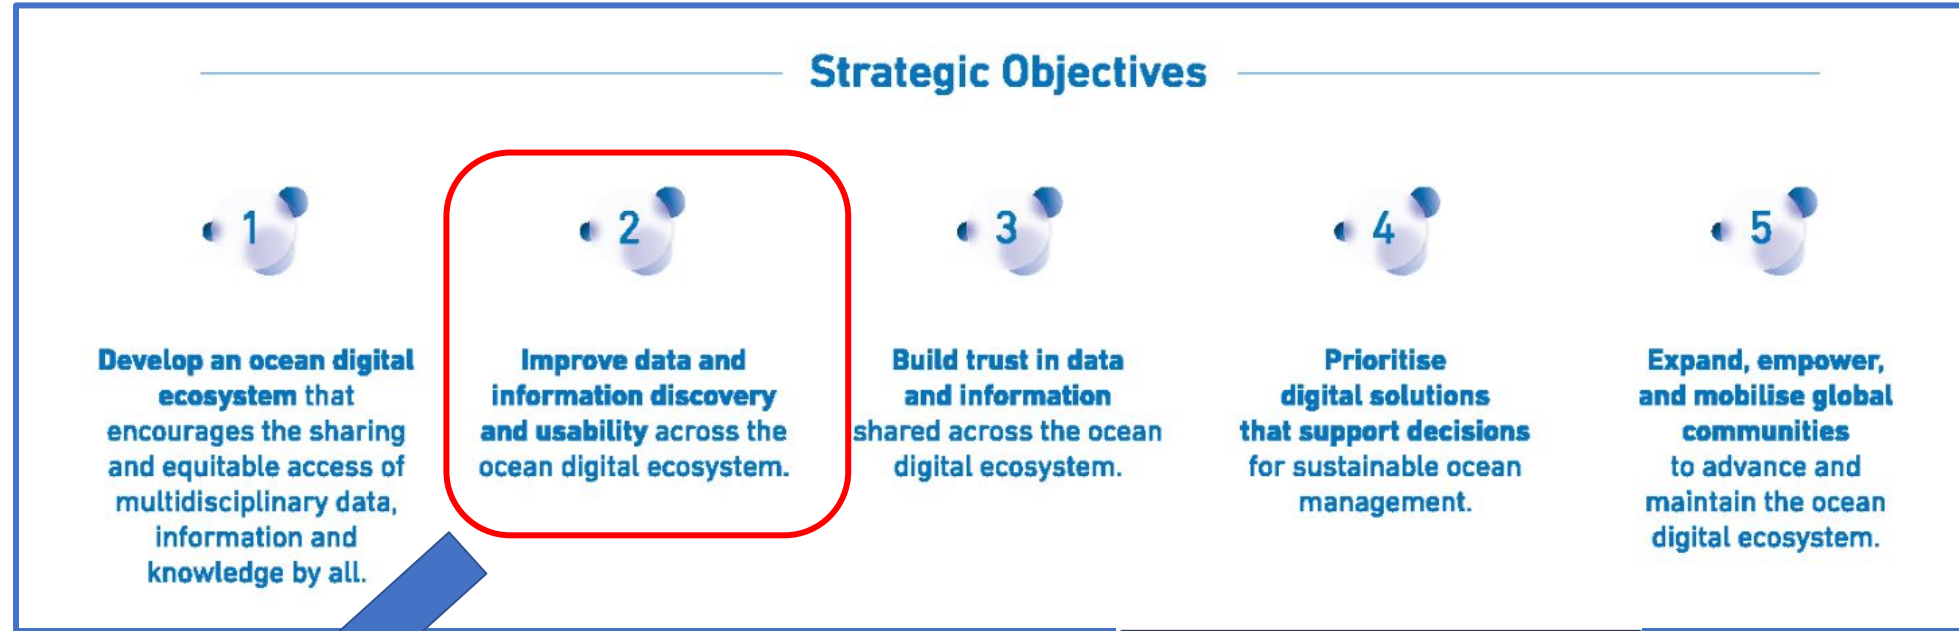 Strategic Objectives
1
Develop an ocean digital
ecosystem that
encourages the sharing
and equitable access of
multidisciplinary data,
information and
knowledge by all.
2
Improve data and
information discovery
and usability across the
ocean digital ecosystem.
3
Build trust in data
and information
shared across the ocean
digital ecosystem.
4
Prioritise
digital solutions
that support decisions
for sustainable ocean
management.
5
Expand, empower,
and mobilise global
communities
to advance and
maintain the ocean
digital ecosystem.